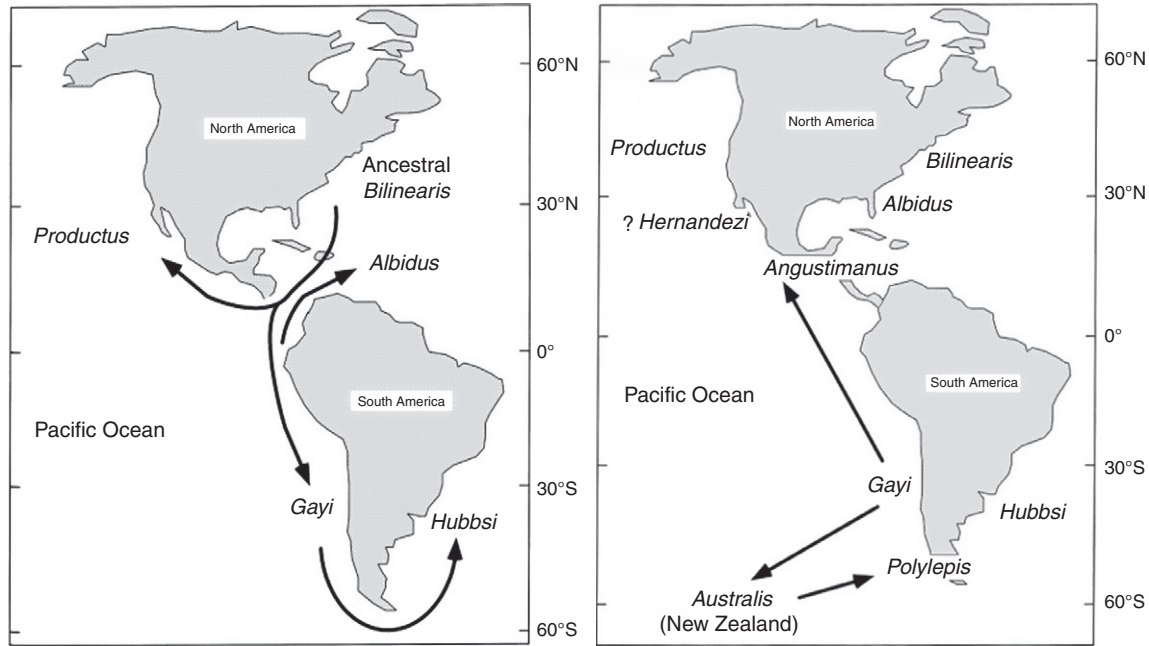 60°N
North America
Ancestral
Bilinearis
30°N
Productus
Albidus
0°
South America
Pacific Ocean
30°S
Gayi
Hubbsi
60°S
60°N
North America
Productus
Bilinearis
30°N
Albidus
? Hernandezi
Angustimanus
0°
South America
Pacific Ocean
30°S
Gayi
Hubbsi
Polylepis
Australis
(New Zealand)
60°S